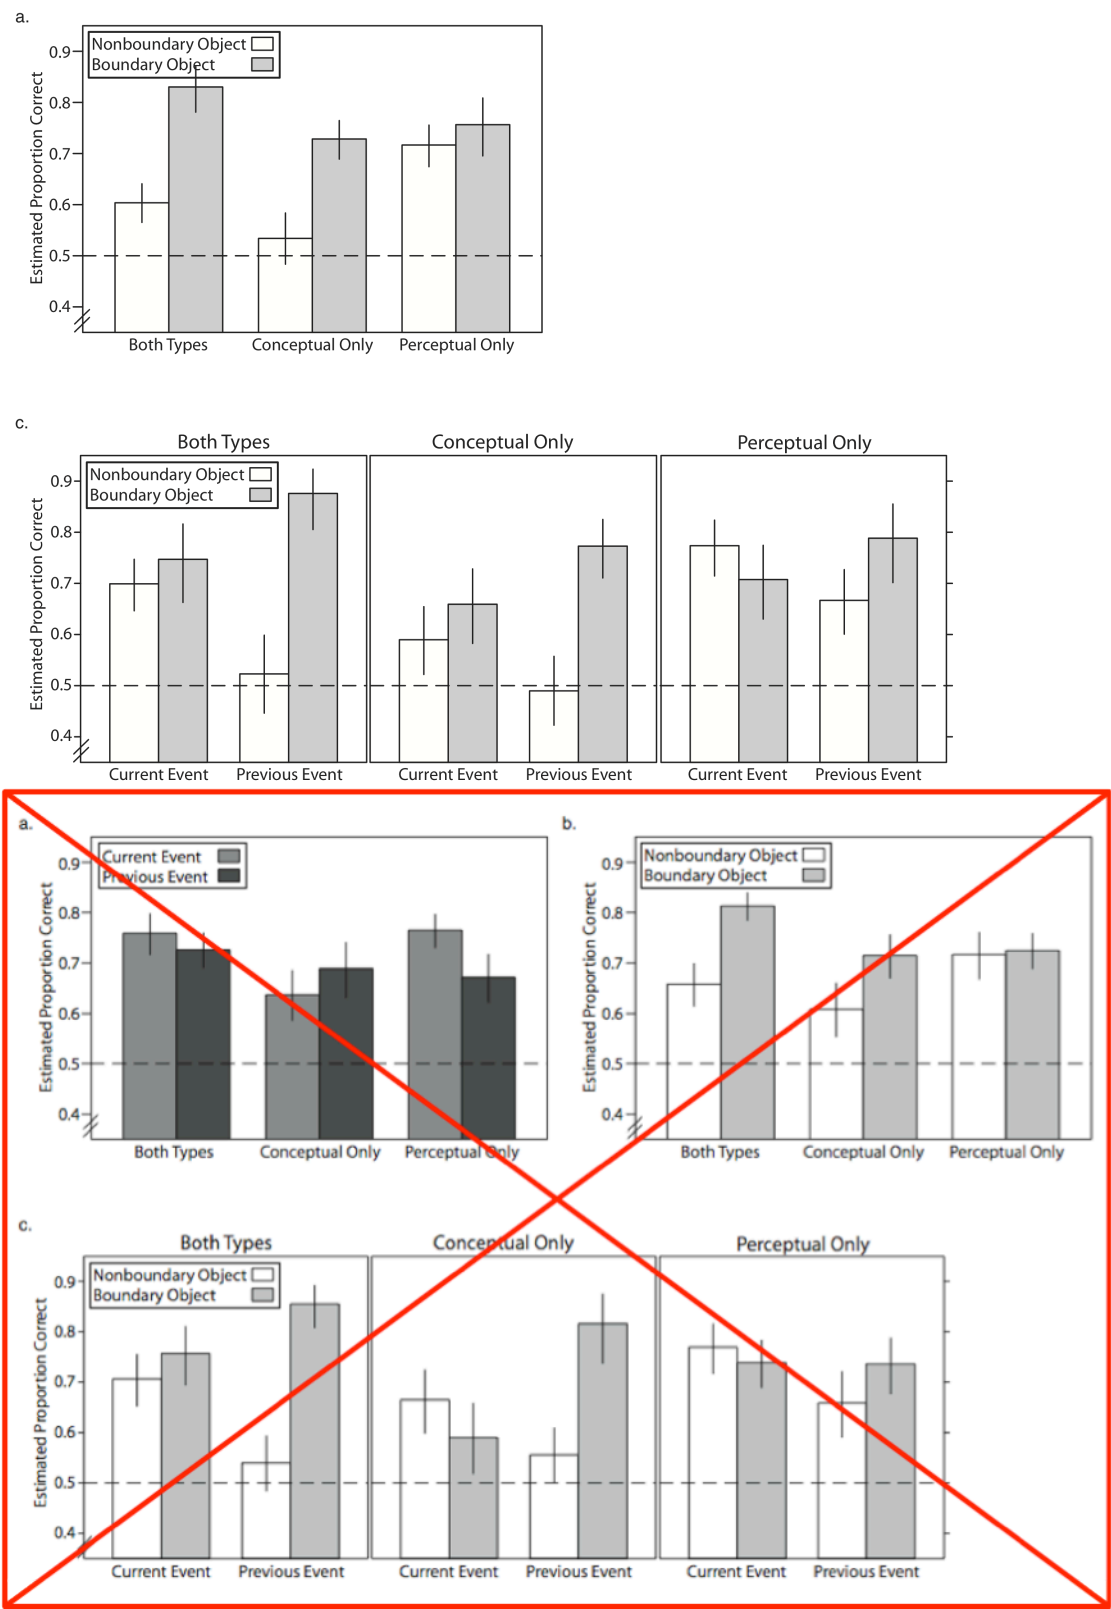 a.
Nonboundary Object
Boundary Object
Estimated Proportion Correct
0.9
0.8
0.7
0.6
0.5
0.4
Both Types Conceptual Only Perceptual Only
c.
Both Types Conceptual Only Perceptual Only
Nonboundary Object
Boundary Object
Estimated Proportion Correct
0.9
0.8
0.7
0.6
0.5
0.4
Current Event Previous Event Current Event Previous Event Current Event Previous Event
a.
Current Event
Previous Event
Estimated Proportion Correct
0.9
0.8
0.7
0.6
0.5
0.4
Both Types Conceptual Only Perceptual Only
b.
Nonboundary Object
Boundary Object
Estimated Proportion Correct
0.9
0.8
0.7
0.6
0.5
0.4
Both Types Conceptual Only Perceptual Only
c.
Both Types Conceptual Only Perceptual Only
Nonboundary Object
Boundary Object
Estimated Proportion Correct
0.9
0.8
0.7
0.6
0.5
0.4
Current Event Previous Event Current Event Previous Event Current Event Previous Event